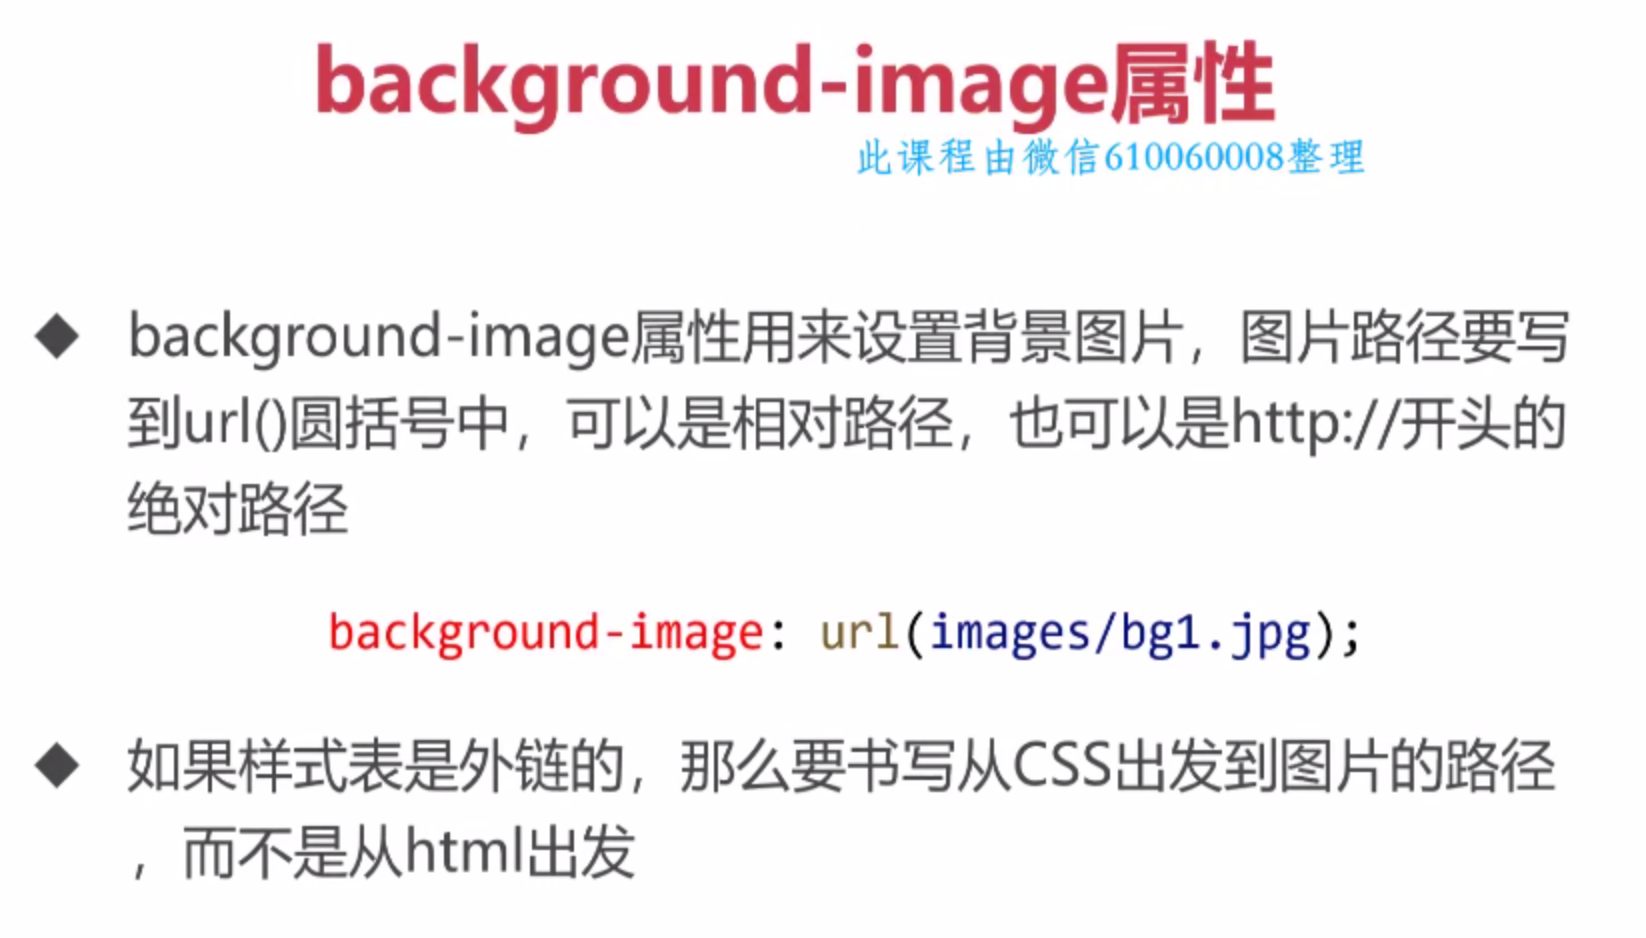 background-image属性
此课程由微信610060008整理
background-image属性用来设置背景图片，图片路径要写
到url()圆括号中，可以是相对路径，也可以是http://开头的
绝对路径
background-image: url(images/bg1.jpg);
如果样式表是外链的，那么要书写从CSS出发到图片的路径
，而不是从html出发